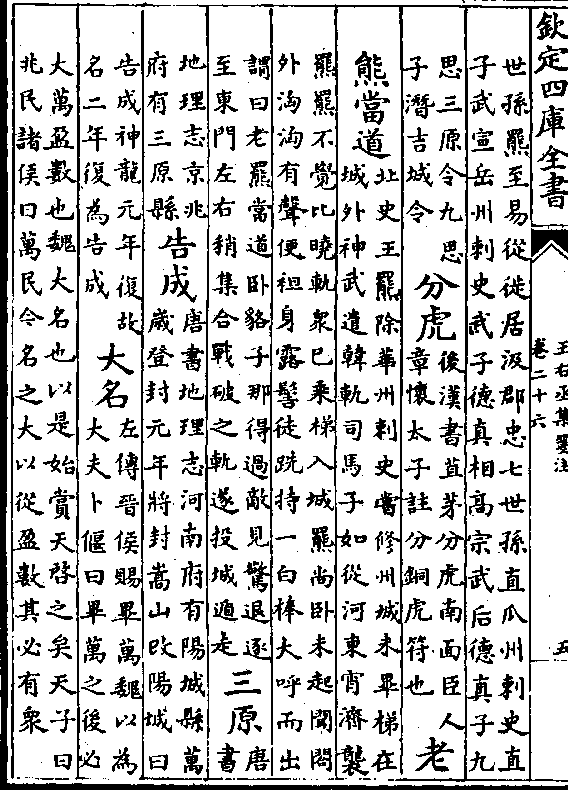 欽定四庫全書
王右丞集箋注
卷二十六
五
世孫羆至易從徙居汲郡忠七世孫直瓜州刺史直
子武宣岳州刺史武子德真相高宗武后德真子九
思三原令九思
子潛吉城令
分虎
後漢書苴茅分虎南面臣人
章懷太子註分銅虎符也
老
熊當道
北史王羆除華州刺史嘗修州城未畢梯在
城外神武遣韓軌司馬子如從河東宵濟襲
羆羆不覺比曉軌衆已乗梯入城羆尚卧未起聞閤
外洶洶有聲便袒身露髻徒跣持一白棒大呼而出
謂曰老羆當道卧貉子那得過敵見驚退逐
至東門左右稍集合戰破之軌遂投城遁走
三原
唐
書
地理志京兆
府有三原縣
告成
唐書地理志河南府有陽城縣萬
歲登封元年將封嵩山改陽城曰
告成神龍元年復故
名二年復為告成
大名
左傳晉侯賜畢萬魏以為
大夫卜偃曰畢萬之後必
大萬盈數也魏大名也以是始賞天啓之矣天子曰
兆民諸侯曰萬民今名之大以從盈數其必有衆